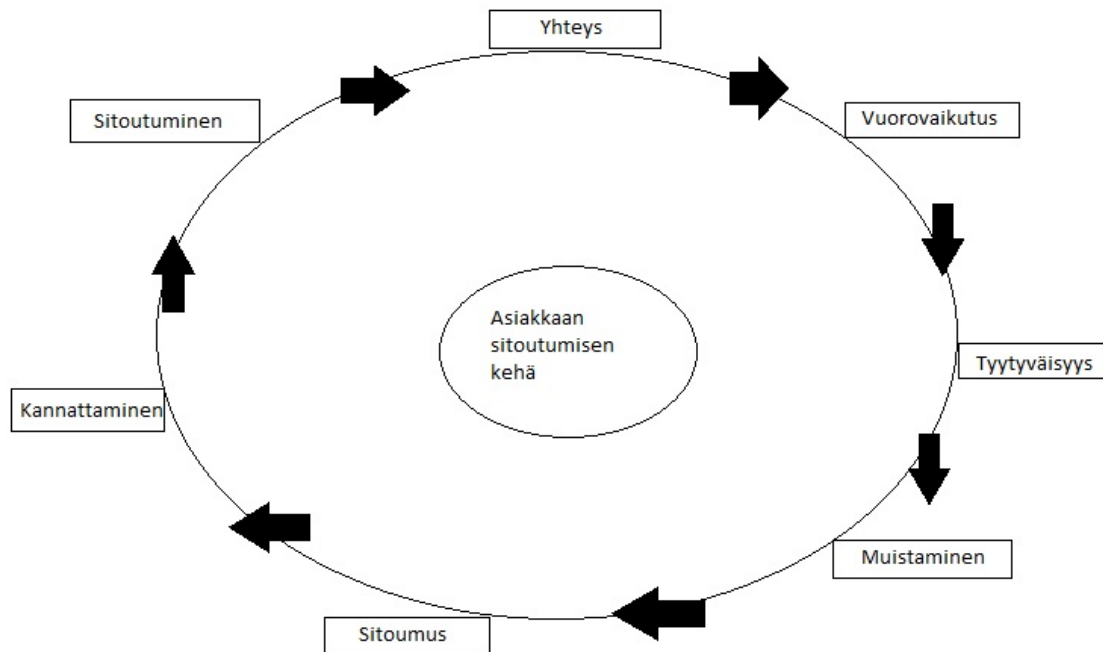 Yhteys
Vuorovaikutus
Tyytyväisyys
Muistaminen
Sitoumus
Kannattaminen
Sitoutuminen
Asiakkaan
sitoutumisen
kehä